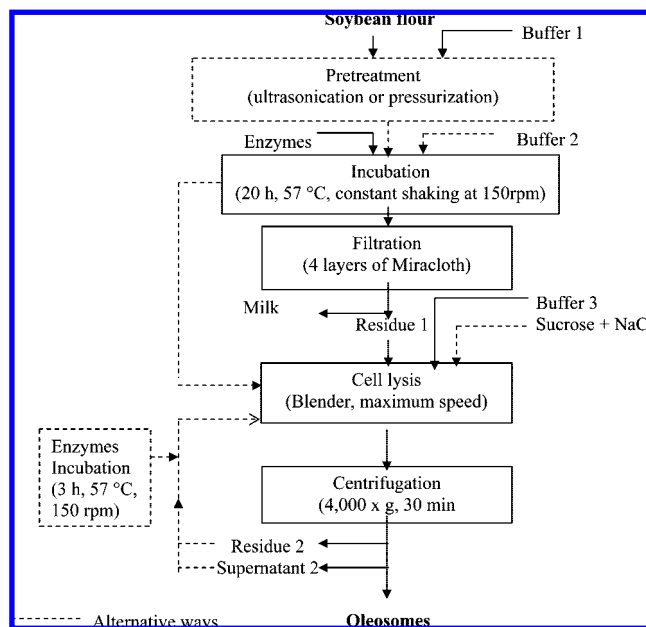 Soybean flour
Buffer 1
Pretreatment
(ultrasonication or pressurization)
Enzymes
Buffer 2
Incubation
(20 h, 57 °C, constant shaking at 150rpm)
Filtration
(4 layers of Miracloth)
Milk
Residue 1
Buffer 3
Sucrose + NaC
Cell lysis
(Blender, maximum speed)
Enzymes
Incubation
(3 h, 57 °C,
150 rpm)
Centrifugation
(4,000 x g, 30 min
Residue 2
Supernatant 2
Alternative ways
Oleosomes